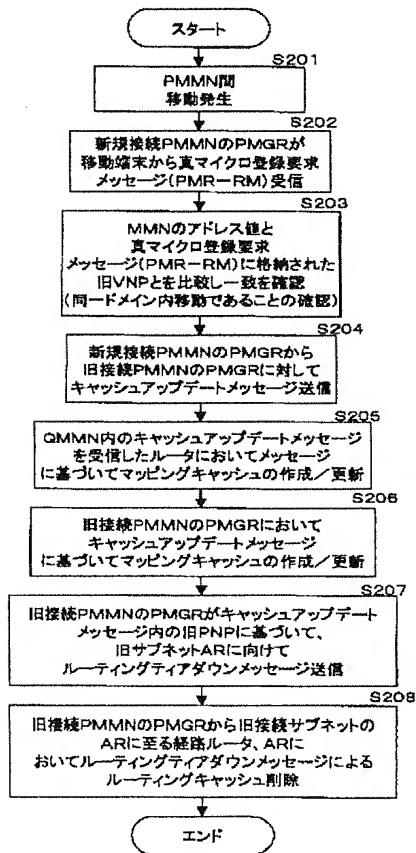 スタート
S201
PMMN間
移動発生
S202
新規接続PMMNのPMGRが
移動端末から真マイクロ登録要求
メッセージ(PMR-RM)受信
S203
MMNのアドレス値と
真マイクロ登録要求
メッセージ(PMR-RM)に格納された
旧VNPとを比較し一致を確認
(同一ドメイン内移動であることの確認)
S204
新規接続PMMNのPMGRから
旧接続PMMNのPMGRに対して
キャッシュアップデートメッセージ送信
S205
QMMN内のキャッシュアップデートメッセージ
を受信したルータにおいてメッセージ
に基づいてマッピングキャッシュの作成/更新
S206
旧接続PMMNのPMGRにおいて
キャッシュアップデートメッセージ
に基づいてマッピングキャッシュの作成/更新
S207
旧接続PMMNのPMGRがキャッシュアップデート
メッセージ内の旧PNPに基づいて、
旧サブネットARに向けて
ルーティングティアダウンメッセージ送信
S208
旧接続PMMNのPMGRから旧接続サブネットの
ARに至る経路ルータ、ARに
おいてルーティングティアダウンメッセージによる
ルーティングキャッシュ削除
エンド